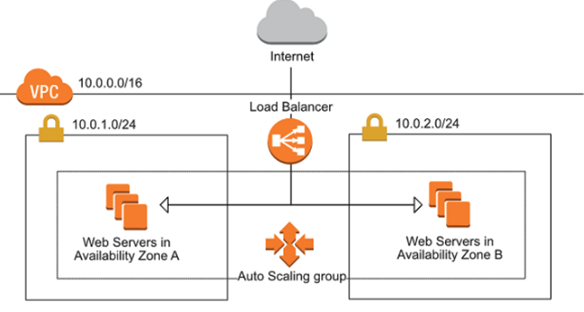 Internet
VPC
10.0.0.0/16
Load Balancer
10.0.1.0/24
10.0.2.0/24
Web Servers in
Availability Zone A
Web Servers in
Availability Zone B
Auto Scaling group